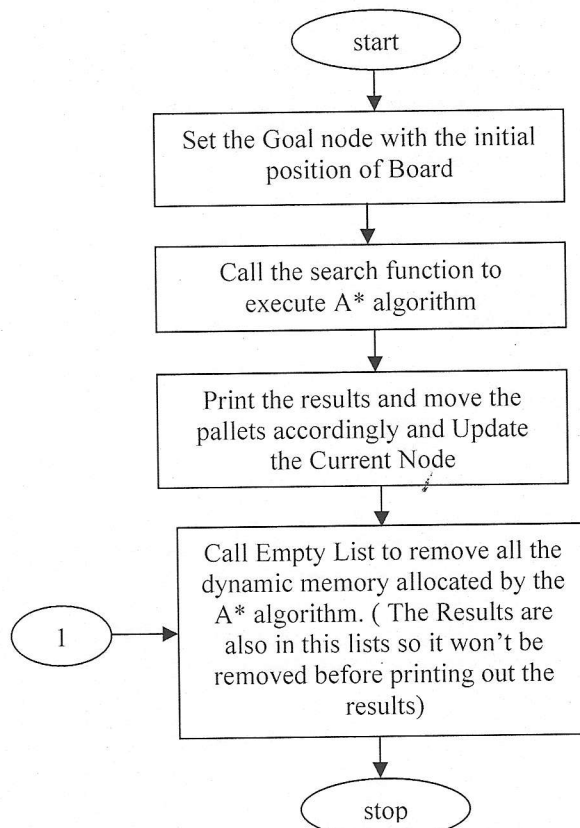 start
Set the Goal node with the initial
position of Board
Call the search function to
execute A* algorithm
Print the results and move the
pallets accordingly and Update
the Current Node
Call Empty List to remove all the
dynamic memory allocated by the
A* algorithm. ( The Results are
also in this lists so it won't be
removed before printing out the
results)
1
stop